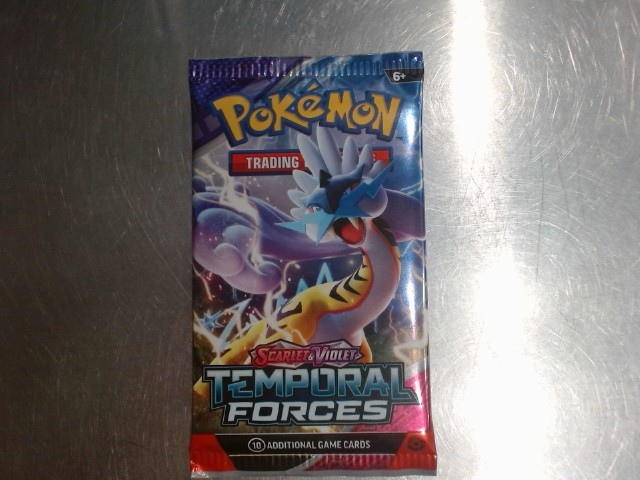 6+
POKéMON
TRADING
SCARLET & VIOLET
TEMPORAL
FORCES
10 ADDITIONAL GAME CARDS